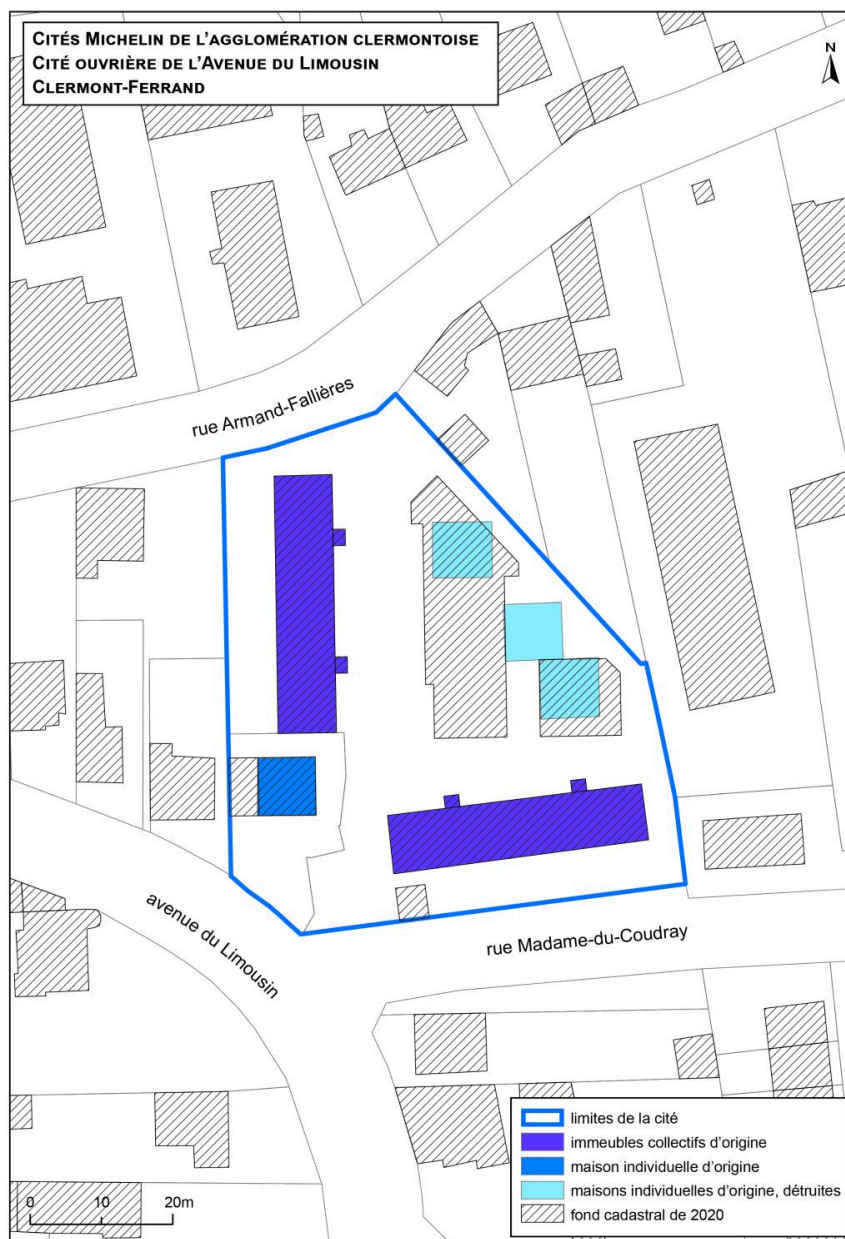 CITÉS MICHELIN DE L'AGGLOMÉRATION CLERMONTOISE
CITÉ OUVRIÈRE DE L'AVENUE DU LIMOUSIN
CLERMONT-FERRAND
N
rue Armand-Fallières
avenue du Limousin
rue Madame-du-Coudray
limites de la cité
immeubles collectifs d'origine
maison individuelle d'origine
maisons individuelles d'origine, détruites
fond cadastral de 2020
0 10 20m